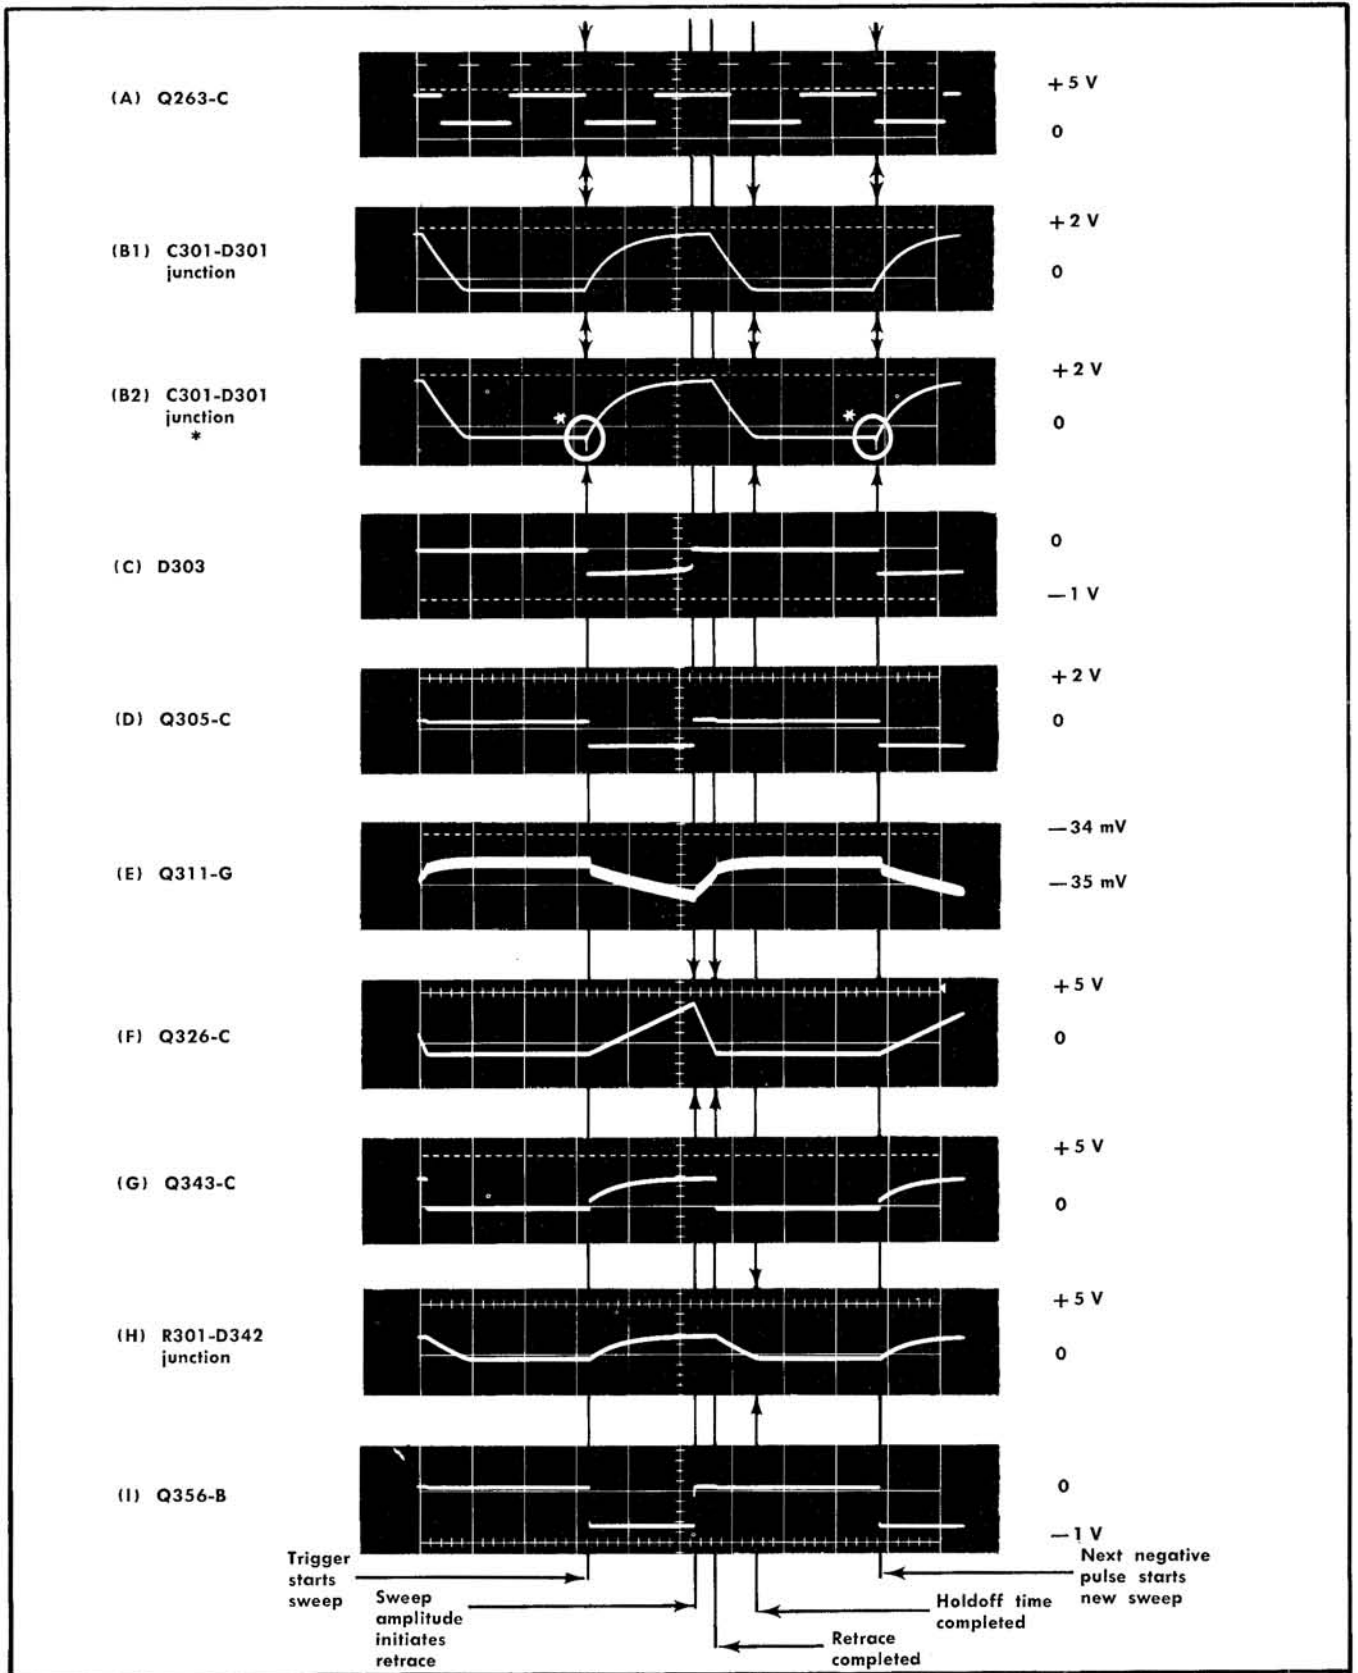 (A) Q263-C
+5 V
0
(B1) C301-D301
junction
+2 V
0
(B2) C301-D301
junction
*
* *
+2 V
0
(C) D303
0
—1 V
(D) Q305-C
+2 V
0
(E) Q311-G
—34 mV
—35 mV
(F) Q326-C
+5 V
0
(G) Q343-C
+5 V
0
(H) R301-D342
junction
+5 V
0
(I) Q356-B
0
—1 V
Trigger
starts
sweep
Sweep
amplitude
initiates
retrace
Retrace
completed
Holdoff time
completed
Next negative
pulse starts
new sweep